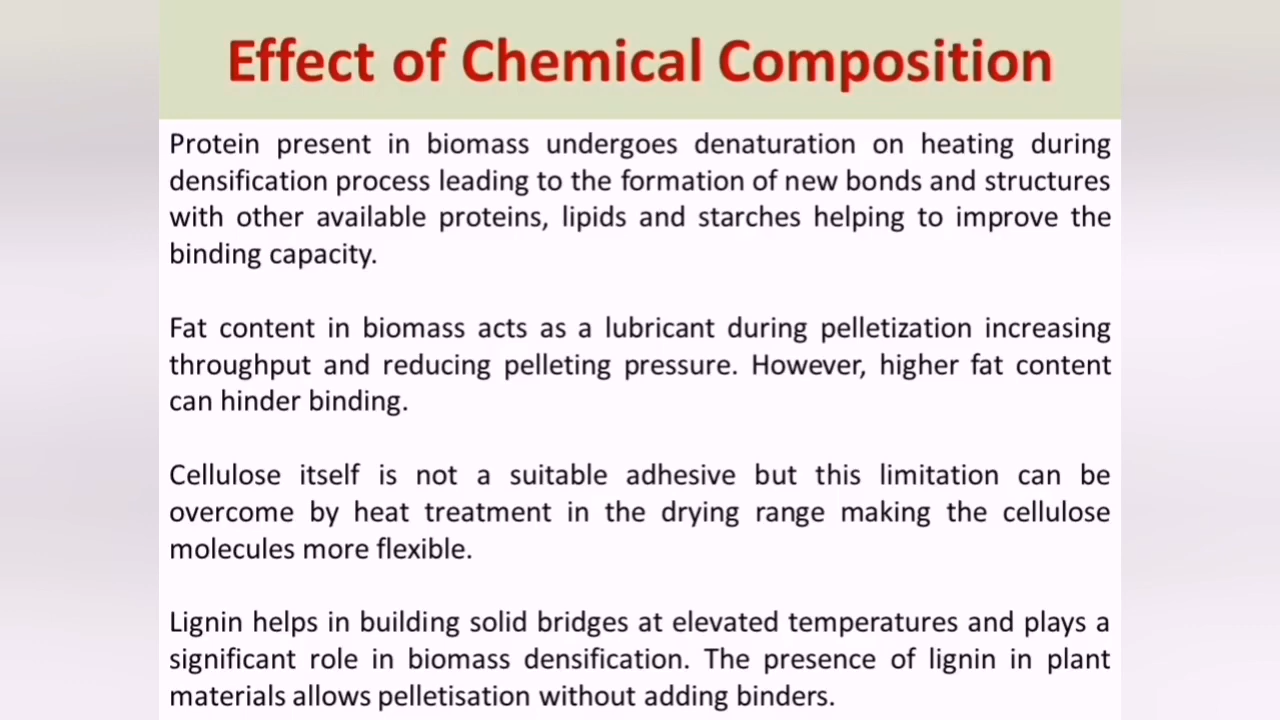 Effect of Chemical Composition
Protein present in biomass undergoes denaturation on heating during
densification process leading to the formation of new bonds and structures
with other available proteins, lipids and starches helping to improve the
binding capacity.
Fat content in biomass acts as a lubricant during pelletization increasing
throughput and reducing pelleting pressure. However, higher fat content
can hinder binding.
Cellulose itself is not a suitable adhesive but this limitation can be
overcome by heat treatment in the drying range making the cellulose
molecules more flexible.
Lignin helps in building solid bridges at elevated temperatures and plays a
significant role in biomass densification. The presence of lignin in plant
materials allows pelletisation without adding binders.